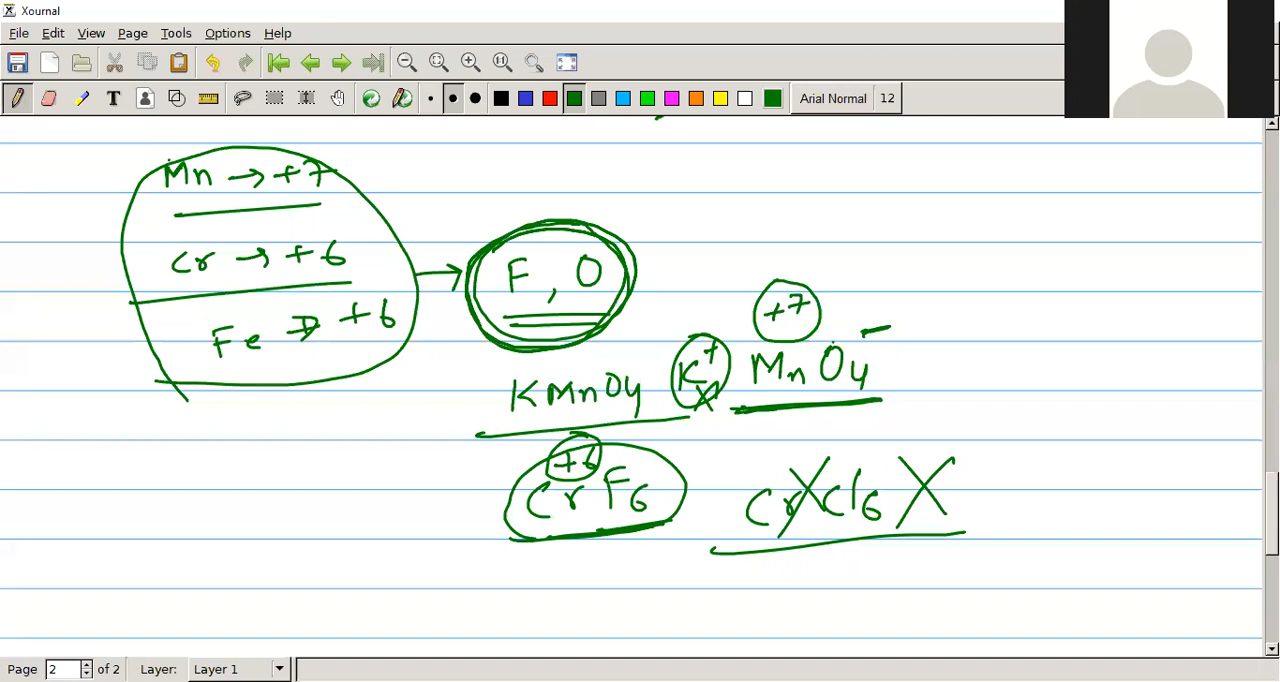 Xournal
File Edit View Page Tools Options Help
Arial Normal 12
Mn → +7
Cr → +6
Fe → +6
F, O
+7
KMnO4 K+ MnO4-
+6
CrF6 CrCl6
Page 2 of 2 Layer: Layer 1